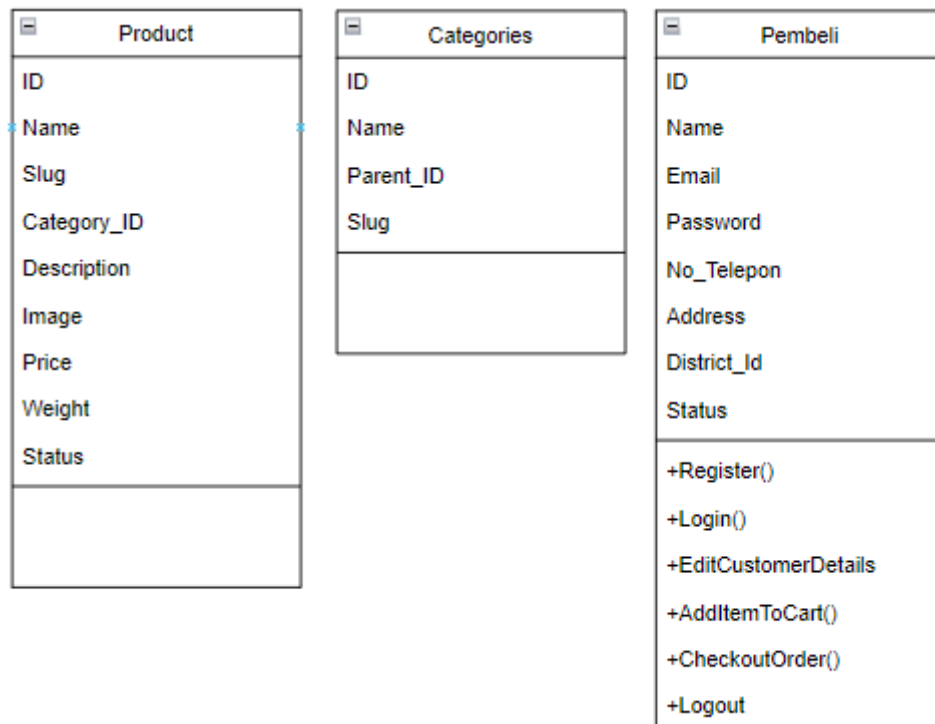 Product
ID
Name
Slug
Category_ID
Description
Image
Price
Weight
Status
Categories
ID
Name
Parent_ID
Slug
Pembeli
ID
Name
Email
Password
No_Telepon
Address
District_Id
Status
+Register()
+Login()
+EditCustomerDetails
+AddItemToCart()
+CheckoutOrder()
+Logout